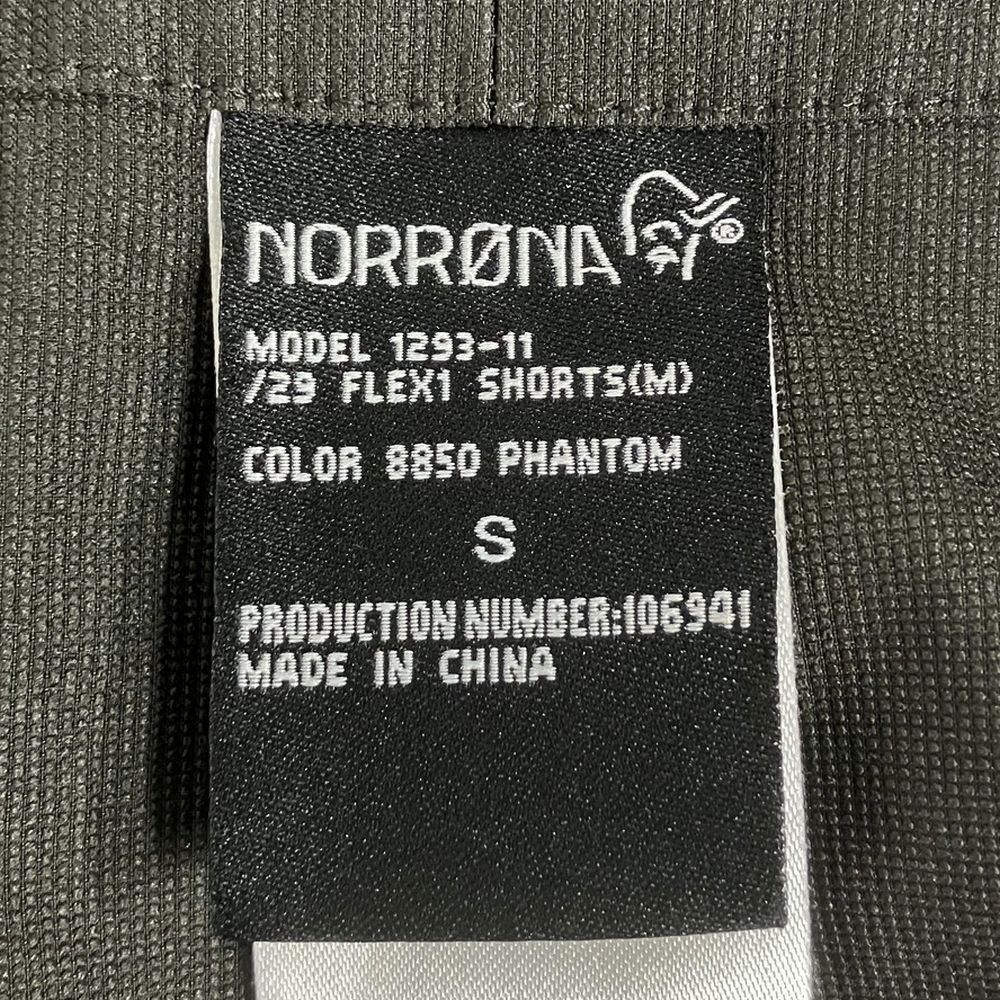 NORRØNA®
MODEL 1293-11
/29 FLEX1 SHORTS(M)
COLOR 8850 PHANTOM
S
PRODUCTION NUMBER:106941
MADE IN CHINA